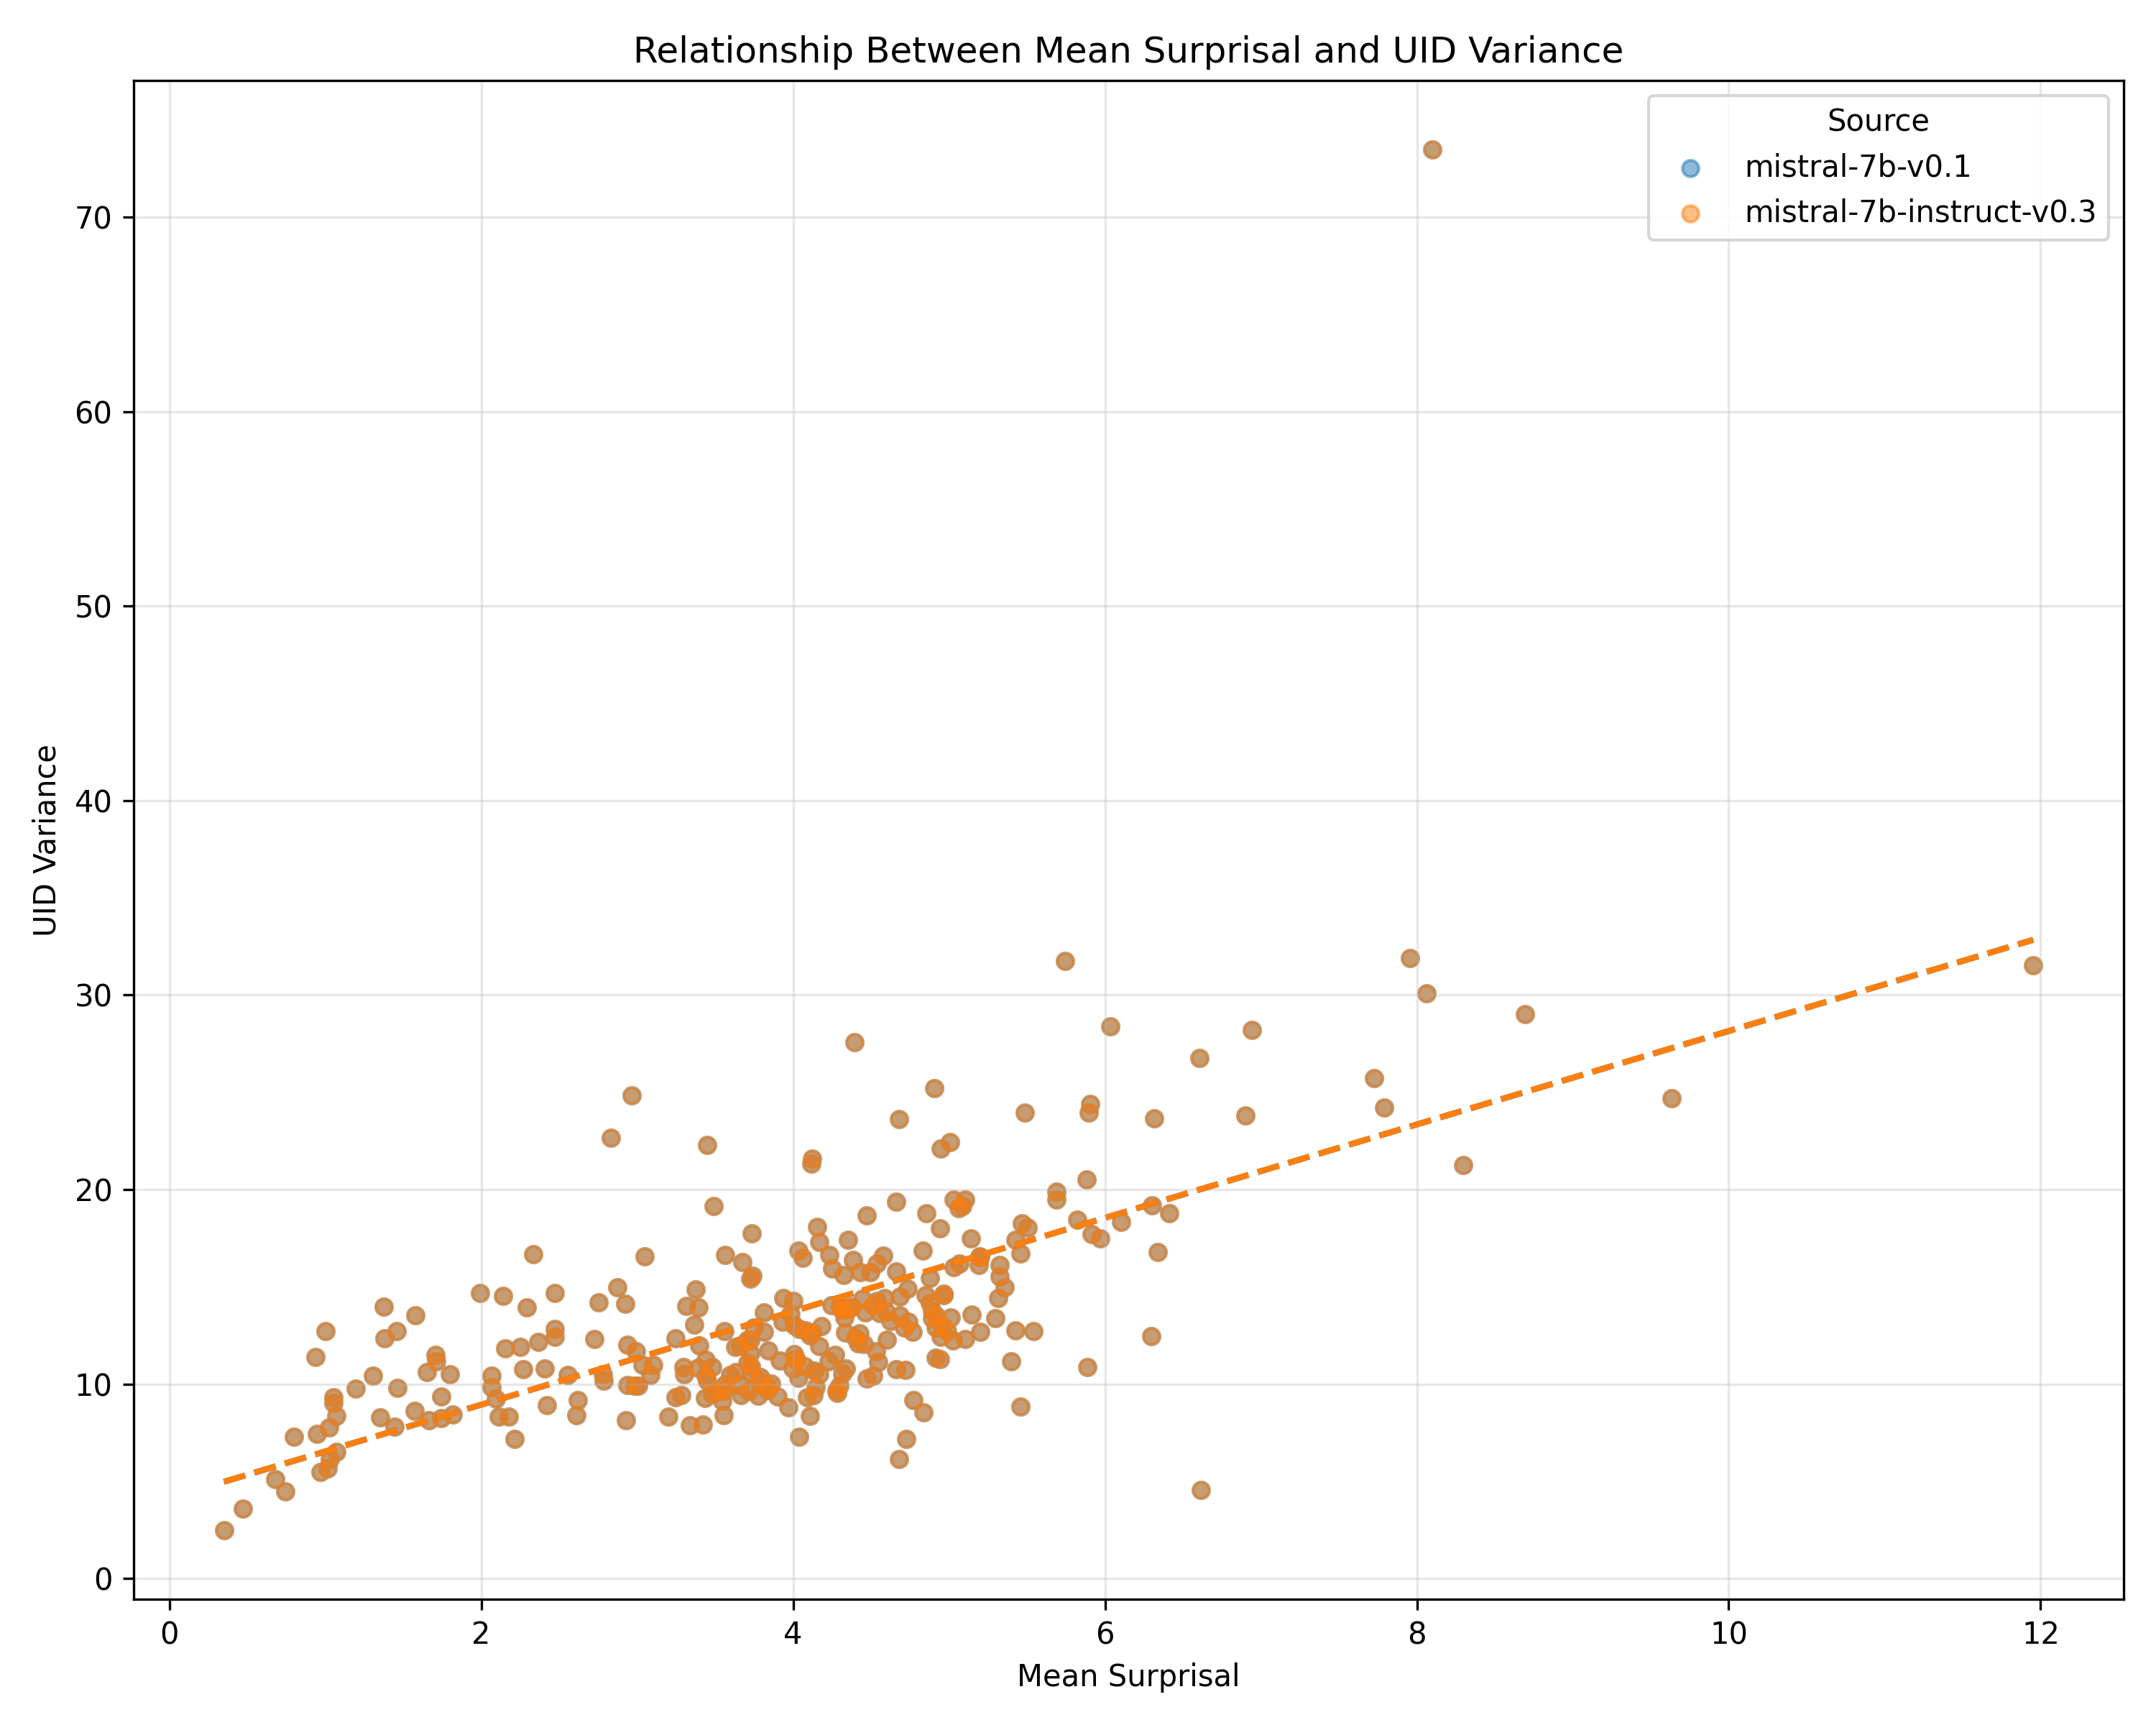 Relationship Between Mean Surprisal and UID Variance
Source
mistral-7b-v0.1
mistral-7b-instruct-v0.3
70
60
50
40
30
20
10
0
UID Variance
0 2 4 6 8 10 12
Mean Surprisal